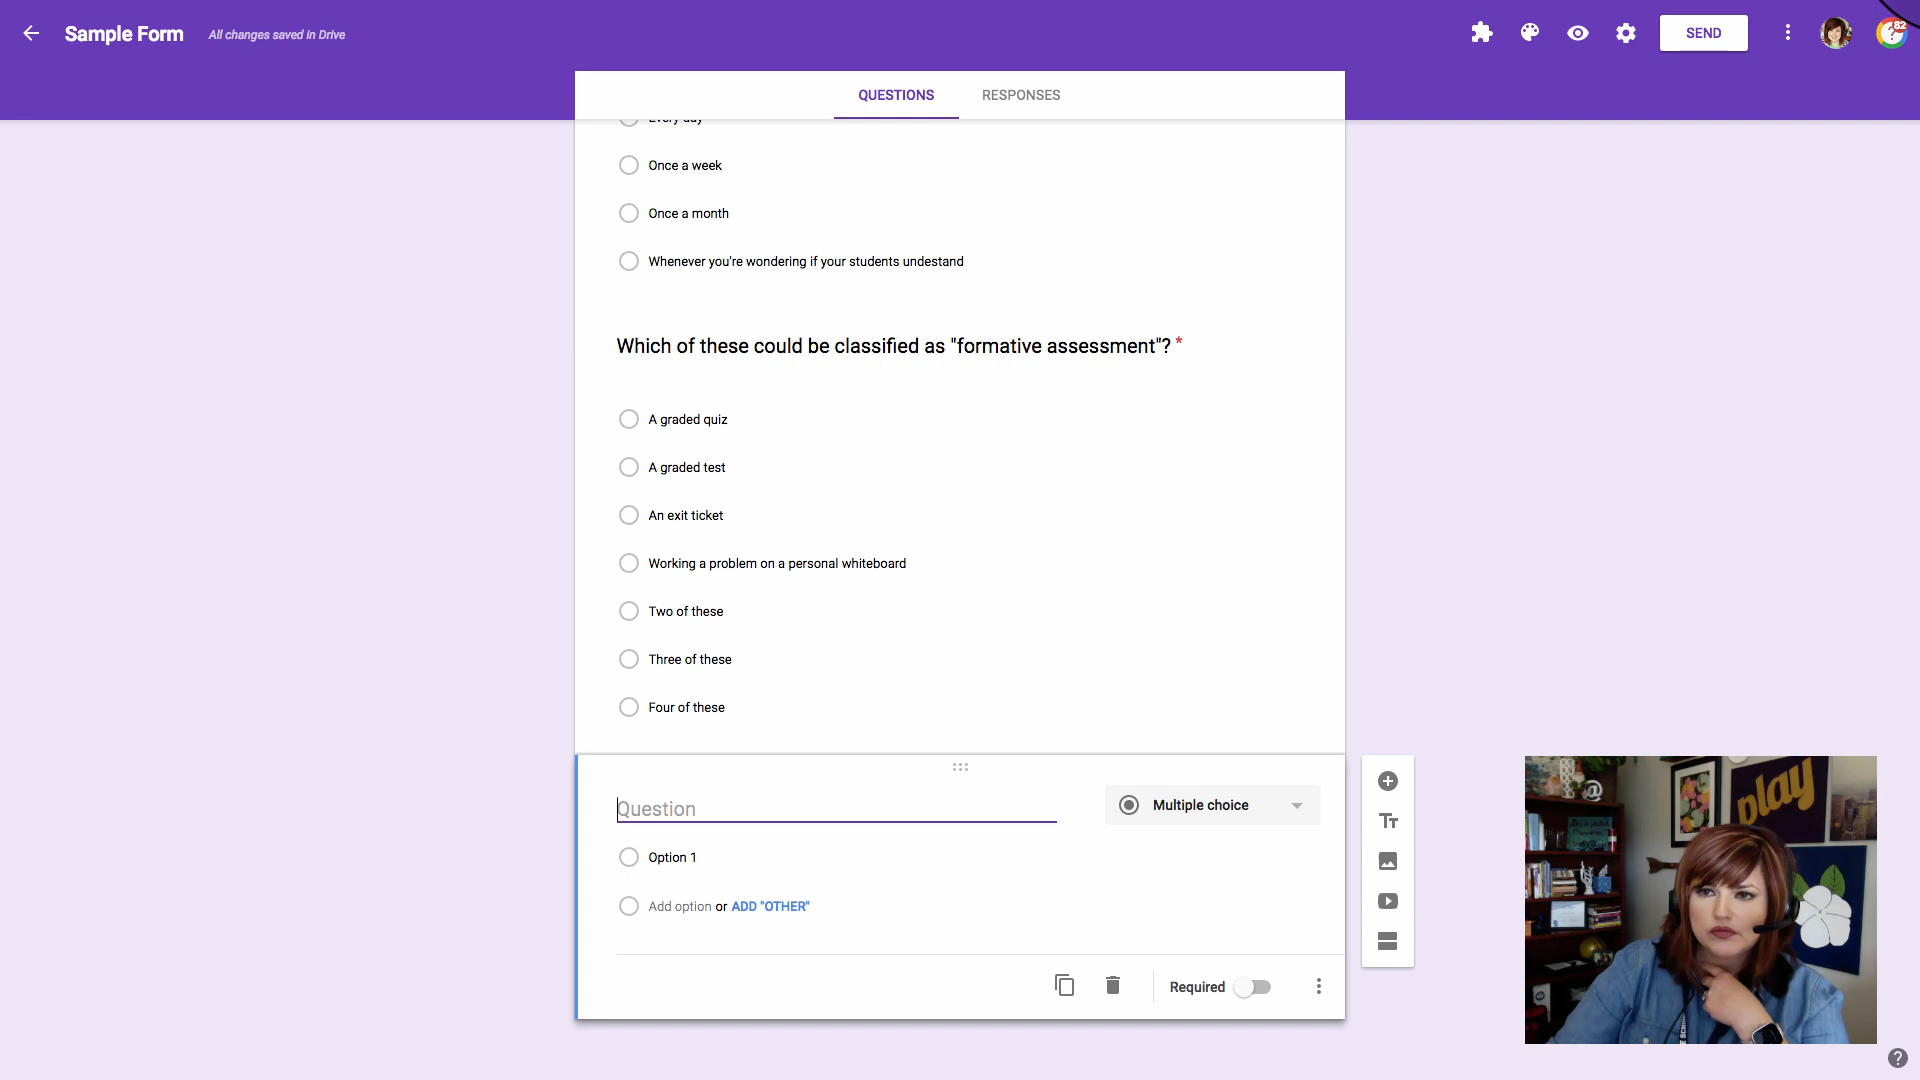 Sample Form
All changes saved in Drive
SEND
82
QUESTIONS
RESPONSES
Every day
Once a week
Once a month
Whenever you're wondering if your students undestand
Which of these could be classified as "formative assessment"? *
A graded quiz
A graded test
An exit ticket
Working a problem on a personal whiteboard
Two of these
Three of these
Four of these
Question
Multiple choice
Option 1
Add option or ADD "OTHER"
Required
play
@